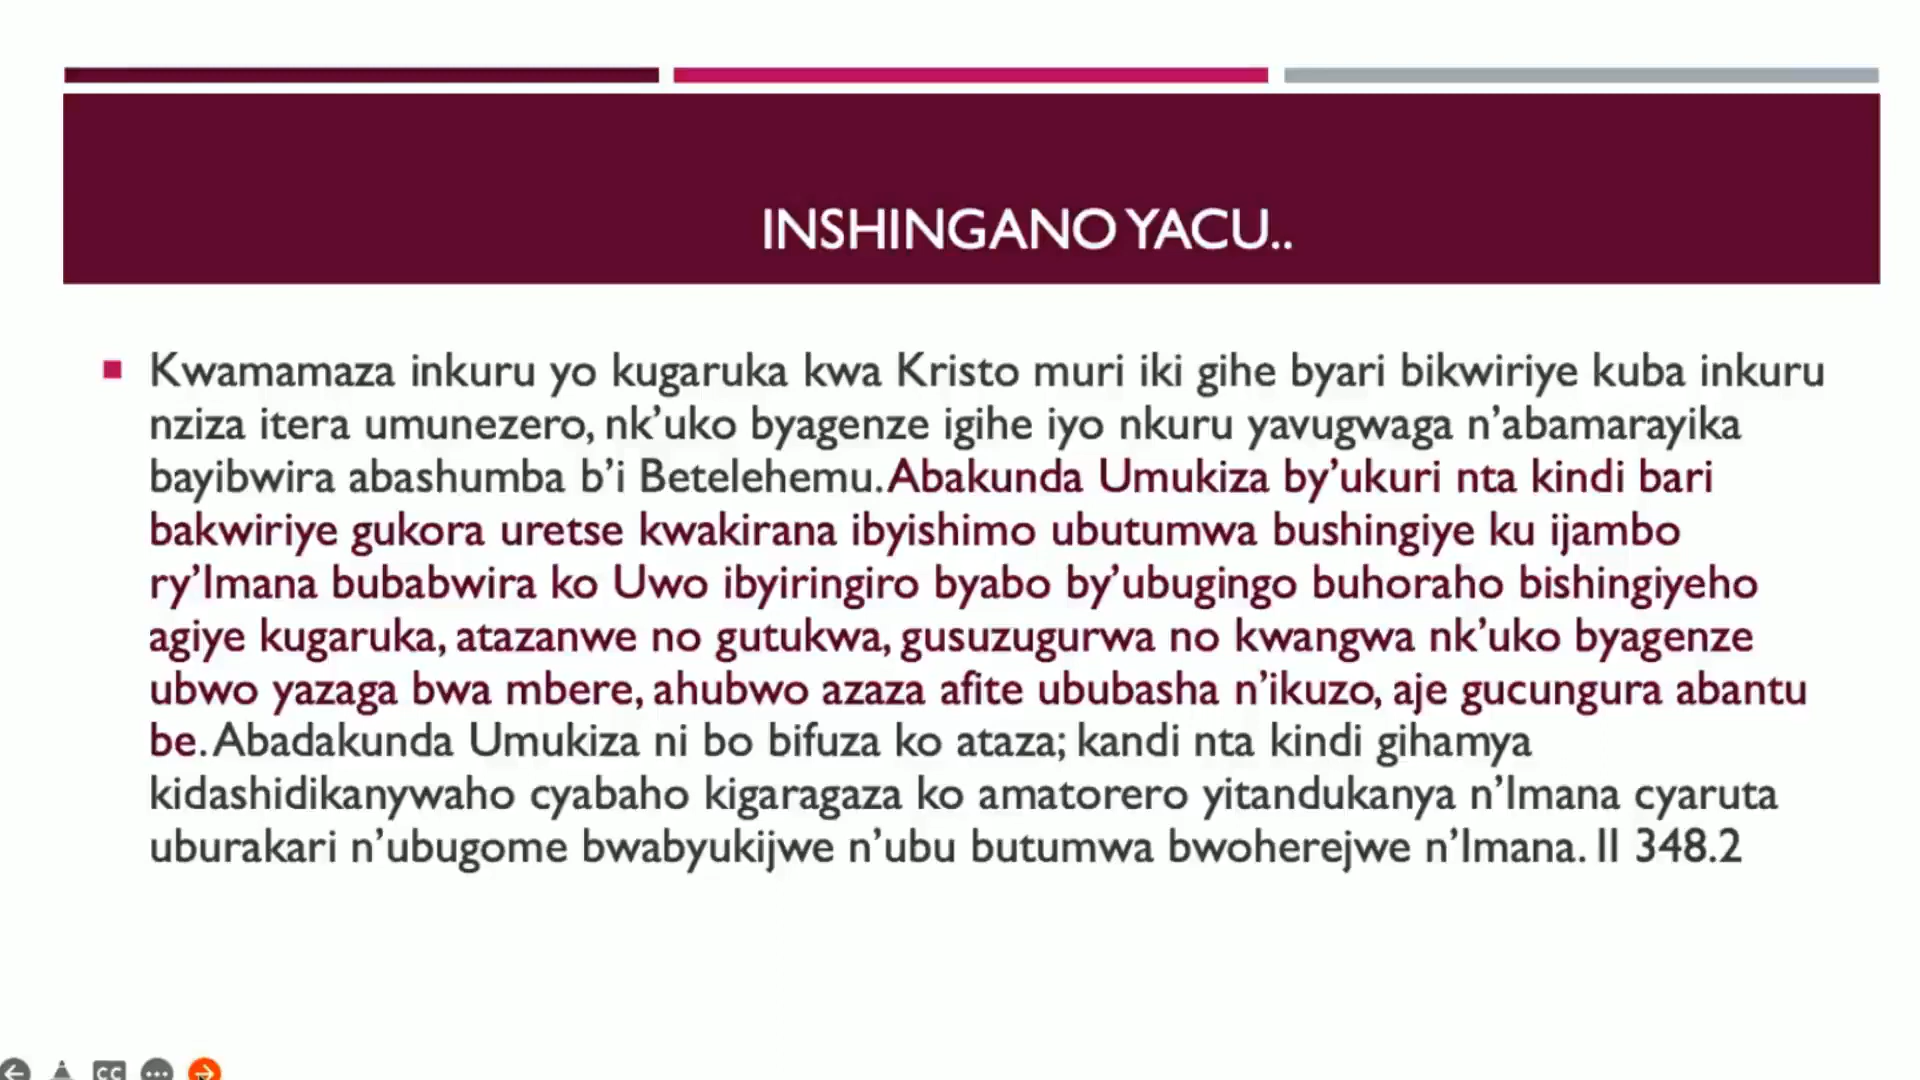 INSHINGANO YACU..
Kwamamaza inkuru yo kugaruka kwa Kristo muri iki gihe byari bikwiriye kuba inkuru
nziza itera umunezero, nk’uko byagenze igihe iyo nkuru yavugwaga n’abamarayika
bayibwira abashumba b’i Betelehemu. Abakunda Umukiza by’ukuri nta kindi bari
bakwiriye gukora uretse kwakirana ibyishimo ubutumwa bushingiye ku ijambo
ry’Imana bubabwira ko Uwo ibyiringiro byabo by’ubugingo buhoraho bishingiyeho
agiye kugaruka, atazanwe no gutukwa, gusuzugurwa no kwangwa nk’uko byagenze
ubwo yazaga bwa mbere, ahubwo azaza afite ububasha n’ikuzo, aje gucungura abantu
be. Abadakunda Umukiza ni bo bifuza ko ataza; kandi nta kindi gihamya
kidashidikanywaho cyabaho kigaragaza ko amatorero yitandukanya n’Imana cyaruta
uburakari n’ubugome bwabyukijwe n’ubu butumwa bwoherejwe n’Imana. II 348.2
CC